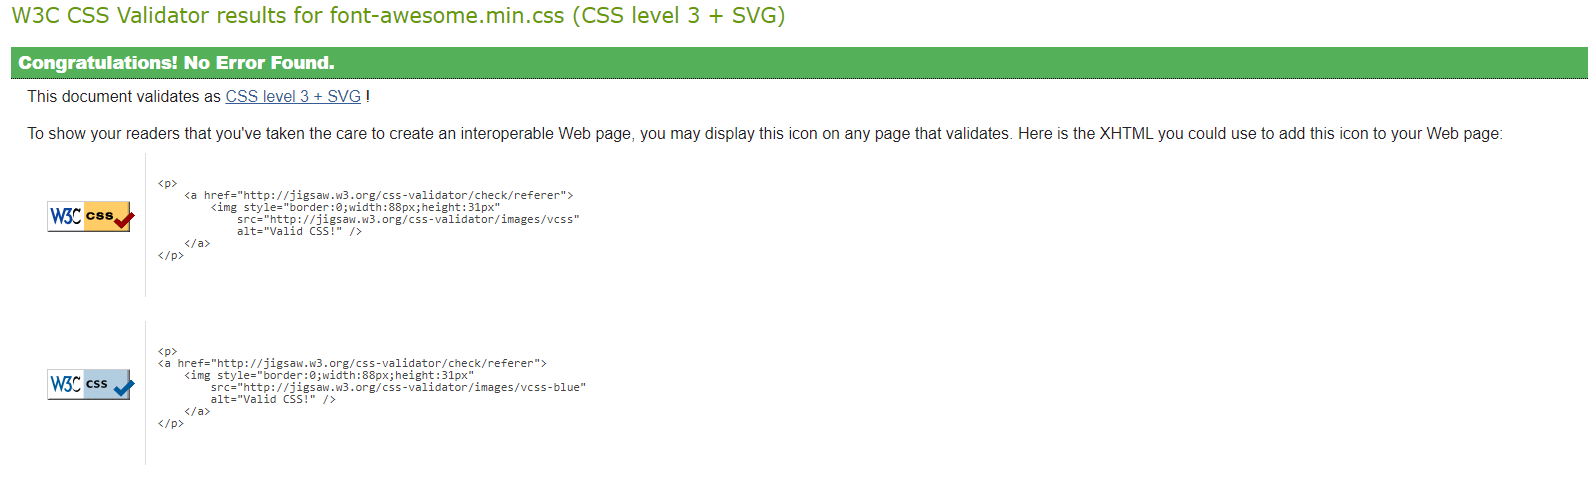 W3C CSS Validator results for font-awesome.min.css (CSS level 3 + SVG)
Congratulations! No Error Found.
This document validates as CSS level 3 + SVG !
To show your readers that you've taken the care to create an interoperable Web page, you may display this icon on any page that validates. Here is the XHTML you could use to add this icon to your Web page:
W3C css
<p>
    <a href="http://jigsaw.w3.org/css-validator/check/referer">
        <img style="border:0;width:88px;height:31px"
            src="http://jigsaw.w3.org/css-validator/images/vcss"
            alt="Valid CSS!" />
    </a>
</p>
W3C css
<p>
<a href="http://jigsaw.w3.org/css-validator/check/referer">
    <img style="border:0;width:88px;height:31px"
        src="http://jigsaw.w3.org/css-validator/images/vcss-blue"
        alt="Valid CSS!" />
    </a>
</p>